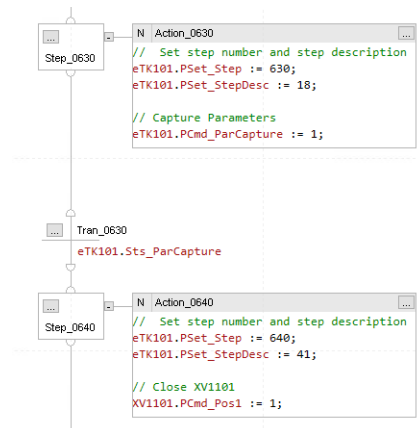 ... N Action_0630 ...
Step_0630
//  Set step number and step description
eTK101.PSet_Step := 630;
eTK101.PSet_StepDesc := 18;
// Capture Parameters
eTK101.PCmd_ParCapture := 1;
... Tran_0630
eTK101.Sts_ParCapture
... N Action_0640 ...
Step_0640
//  Set step number and step description
eTK101.PSet_Step := 640;
eTK101.PSet_StepDesc := 41;
// Close XV1101
XV1101.PCmd_Pos1 := 1;